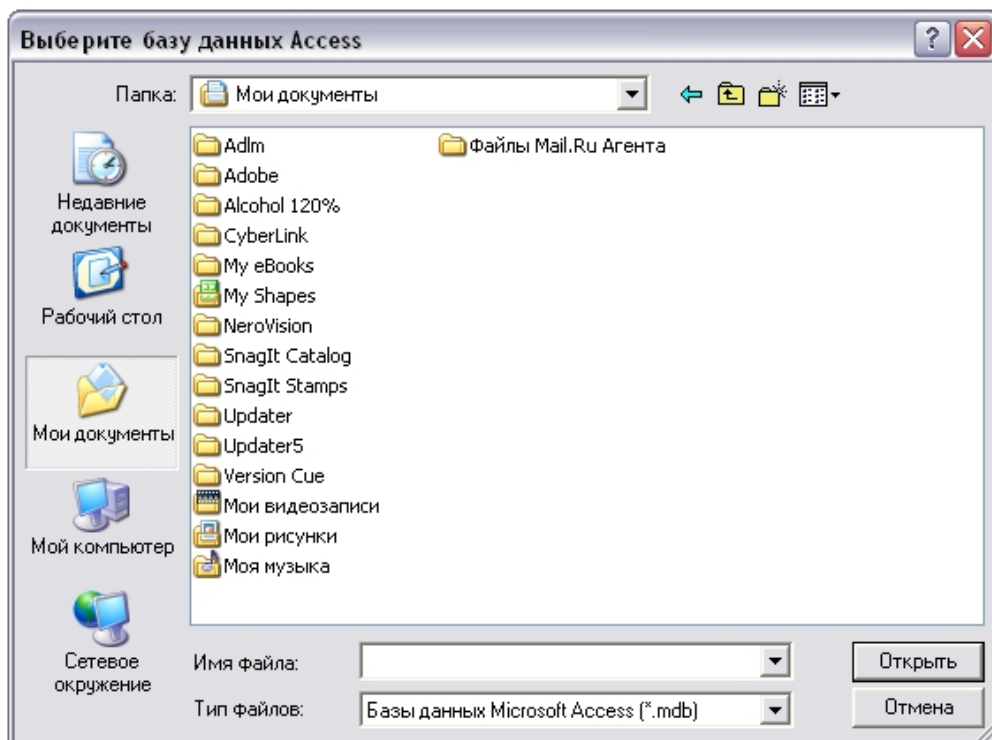 Выберите базу данных Access
Папка:
Мои документы
Недавние
документы
Рабочий стол
Мои документы
Мой компьютер
Сетевое
окружение
Adlm
Adobe
Alcohol 120%
CyberLink
My eBooks
My Shapes
NeroVision
SnagIt Catalog
SnagIt Stamps
Updater
Updater5
Version Cue
Мои видеозаписи
Мои рисунки
Моя музыка
Файлы Mail.Ru Агента
Имя файла:
Открыть
Тип файлов:
Базы данных Microsoft Access (*.mdb)
Отмена